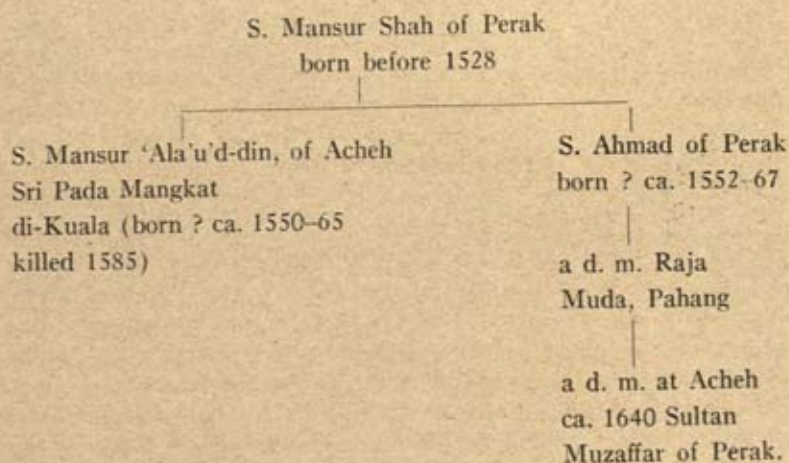 S. Mansur Shah of Perak
born before 1528
S. Mansur 'Ala'u'd-din, of Acheh
Sri Pada Mangkat
di-Kuala (born ? ca. 1550–65
killed 1585)
S. Ahmad of Perak
born ? ca. 1552–67
a d. m. Raja
Muda, Pahang
a d. m. at Acheh
ca. 1640 Sultan
Muzaffar of Perak.